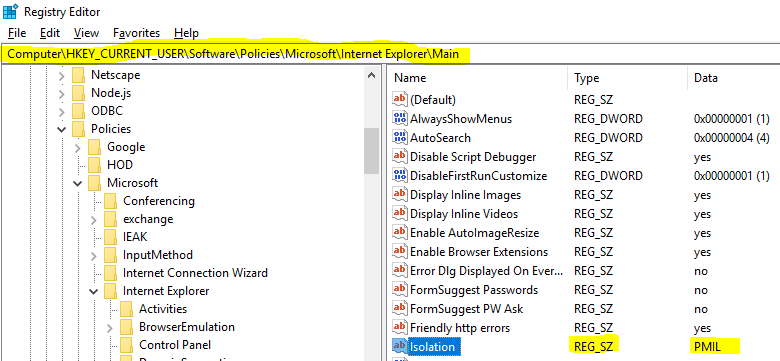 Registry Editor
File Edit View Favorites Help
Computer\HKEY_CURRENT_USER\Software\Policies\Microsoft\Internet Explorer\Main
Netscape
Node.js
ODBC
Policies
Google
HOD
Microsoft
Conferencing
exchange
IEAK
InputMethod
Internet Connection Wizard
Internet Explorer
Activities
BrowserEmulation
Control Panel
Name Type Data
(Default) REG_SZ
AlwaysShowMenus REG_DWORD 0x00000001 (1)
AutoSearch REG_DWORD 0x00000004 (4)
Disable Script Debugger REG_SZ yes
DisableFirstRunCustomize REG_DWORD 0x00000001 (1)
Display Inline Images REG_SZ yes
Display Inline Videos REG_SZ yes
Enable AutoImageResize REG_SZ yes
Enable Browser Extensions REG_SZ yes
Error Dlg Displayed On Ever... REG_SZ no
FormSuggest Passwords REG_SZ no
FormSuggest PW Ask REG_SZ no
Friendly http errors REG_SZ yes
Isolation REG_SZ PMIL